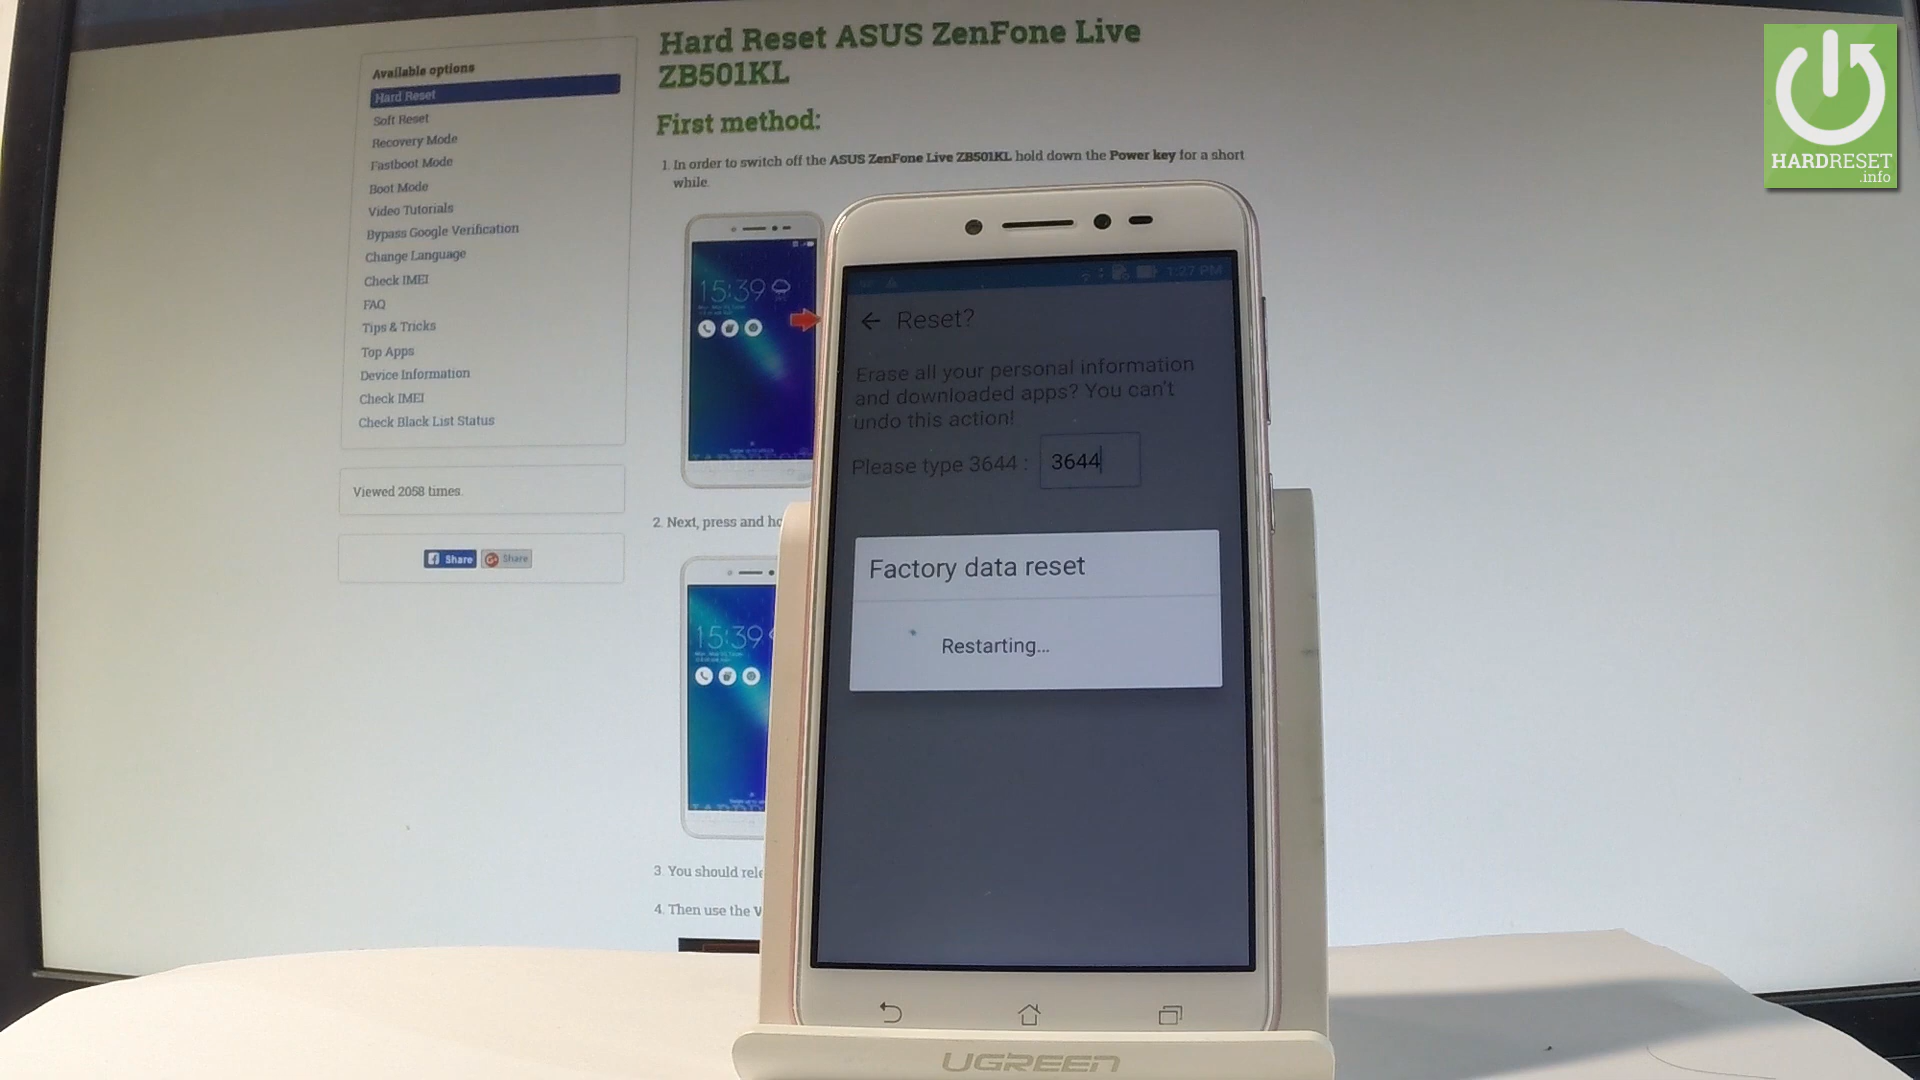 Hard Reset ASUS ZenFone Live
ZB501KL
First method:
1. In order to switch off the ASUS ZenFone Live ZB501KL hold down the Power key for a short
while.
Available options
Hard Reset
Soft Reset
Recovery Mode
Fastboot Mode
Boot Mode
Video Tutorials
Bypass Google Verification
Change Language
Check IMEI
FAQ
Tips & Tricks
Top Apps
Device Information
Check IMEI
Check Black List Status
Viewed 2058 times.
Share
Share
15:39
2. Next, press and ho
15:39
3. You should rele
4. Then use the V
1:27 PM
Reset?
Erase all your personal information
and downloaded apps? You can't
undo this action!
Please type 3644 : 3644
Factory data reset
Restarting...
UGREEN
HARDRESET
.info